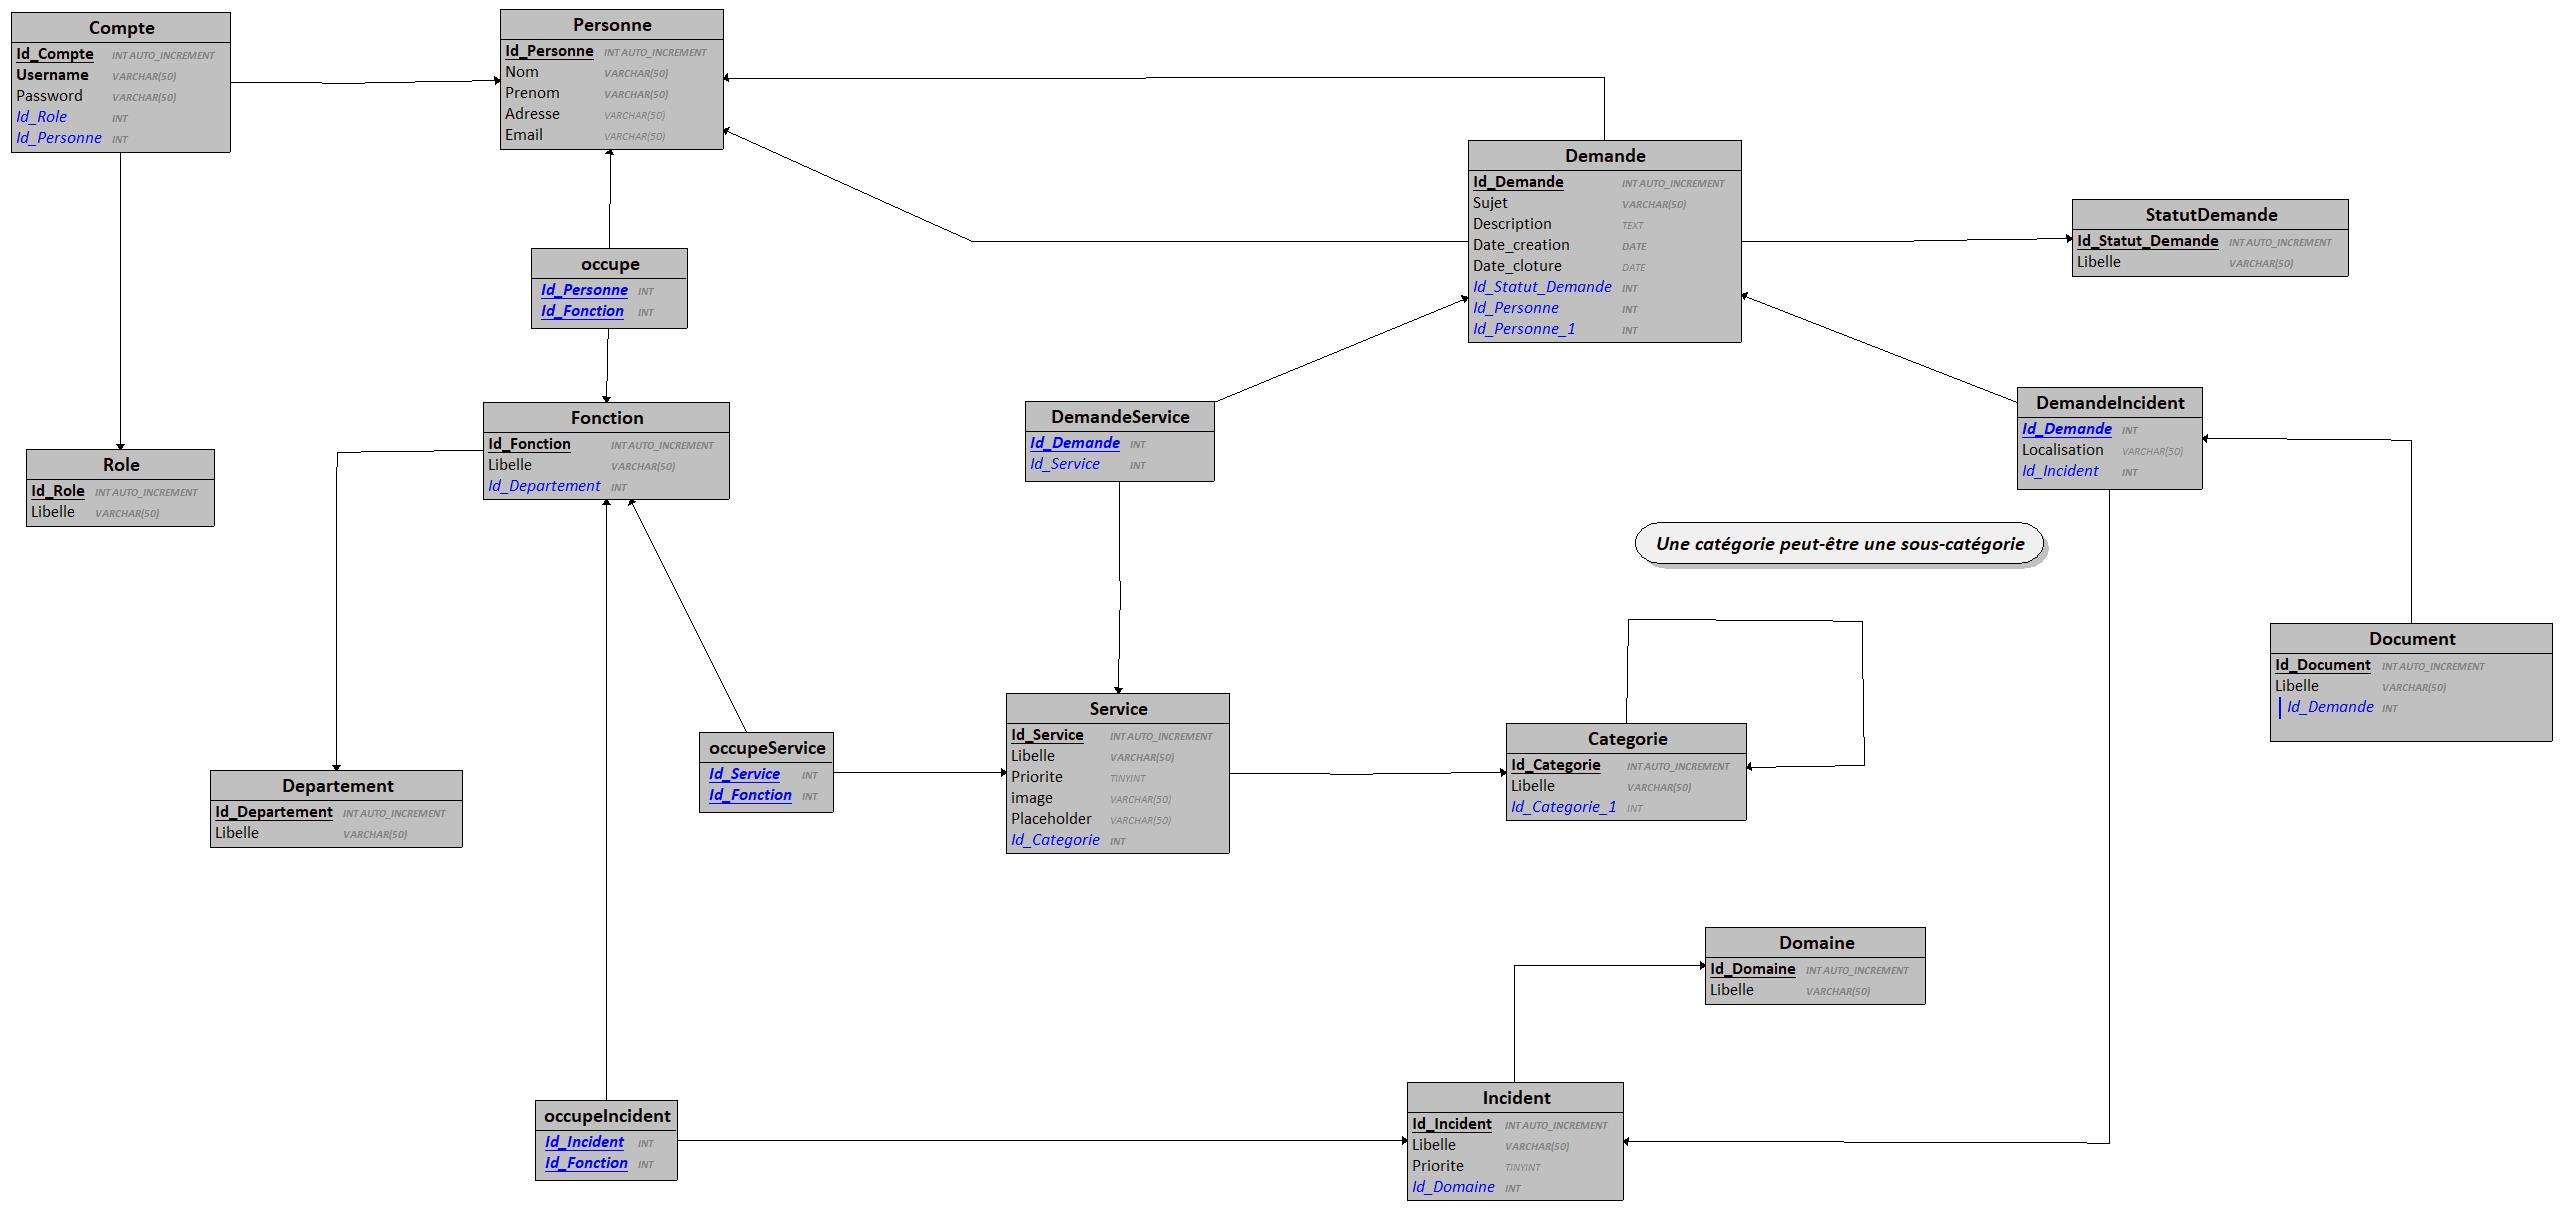 Compte
Id_Compte INT AUTO_INCREMENT
Username VARCHAR(50)
Password VARCHAR(50)
Id_Role INT
Id_Personne INT
Personne
Id_Personne INT AUTO_INCREMENT
Nom VARCHAR(50)
Prenom VARCHAR(50)
Adresse VARCHAR(50)
Email VARCHAR(50)
Demande
Id_Demande INT AUTO_INCREMENT
Sujet VARCHAR(50)
Description TEXT
Date_creation DATE
Date_cloture DATE
Id_Statut_Demande INT
Id_Personne INT
Id_Personne_1 INT
StatutDemande
Id_Statut_Demande INT AUTO_INCREMENT
Libelle VARCHAR(50)
occupe
Id_Personne INT
Id_Fonction INT
Fonction
Id_Fonction INT AUTO_INCREMENT
Libelle VARCHAR(50)
Id_Departement INT
DemandeService
Id_Demande INT
Id_Service INT
DemandeIncident
Id_Demande INT
Localisation VARCHAR(50)
Id_Incident INT
Role
Id_Role INT AUTO_INCREMENT
Libelle VARCHAR(50)
Une catégorie peut-être une sous-catégorie
Document
Id_Document INT AUTO_INCREMENT
Libelle VARCHAR(50)
Id_Demande INT
Departement
Id_Departement INT AUTO_INCREMENT
Libelle VARCHAR(50)
occupeService
Id_Service INT
Id_Fonction INT
Service
Id_Service INT AUTO_INCREMENT
Libelle VARCHAR(50)
Priorite TINYINT
image VARCHAR(50)
Placeholder VARCHAR(50)
Id_Categorie INT
Categorie
Id_Categorie INT AUTO_INCREMENT
Libelle VARCHAR(50)
Id_Categorie_1 INT
Domaine
Id_Domaine INT AUTO_INCREMENT
Libelle VARCHAR(50)
occupeIncident
Id_Incident INT
Id_Fonction INT
Incident
Id_Incident INT AUTO_INCREMENT
Libelle VARCHAR(50)
Priorite TINYINT
Id_Domaine INT